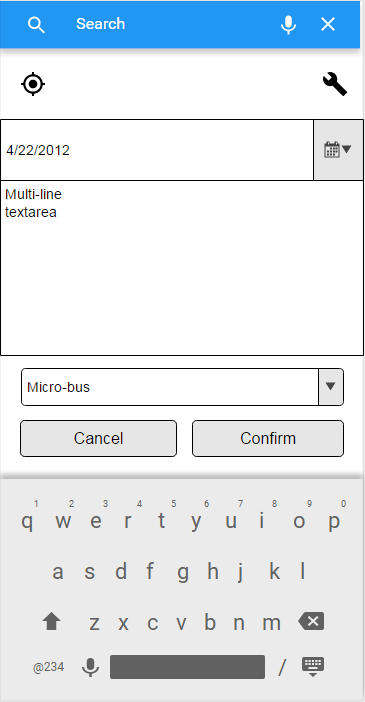 Search
4/22/2012
Multi-line
textarea
Micro-bus
Cancel Confirm
1 2 3 4 5 6 7 8 9 0
q w e r t y u i o p
a s d f g h j k l
z x c v b n m
@234 /